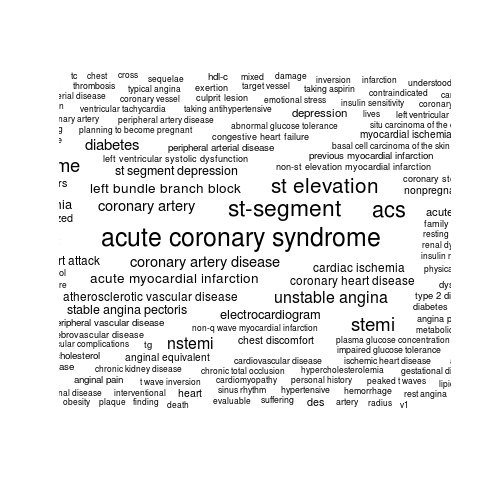 tc chest cross sequelae hdl-c mixed damage inversion infarction understood
thrombosis typical angina exertion target vessel taking aspirin contraindicated
erial disease coronary vessel culprit lesion emotional stress insulin sensitivity coronary
ventricular tachycardia taking antihypertensive depression lives left ventricular
nary artery peripheral artery disease abnormal glucose tolerance situ carcinoma of the
planning to become pregnant congestive heart failure myocardial ischemia
diabetes peripheral arterial disease basal cell carcinoma of the skin
left ventricular systolic dysfunction previous myocardial infarction
me st segment depression non-st elevation myocardial infarction
rs left bundle branch block st elevation coronary st
nonpregna
nia coronary artery st-segment acs acute
zed family
acute coronary syndrome resting
renal dy
rt attack coronary artery disease insulin r
ol acute myocardial infarction cardiac ischemia physica
re coronary heart disease dys
atherosclerotic vascular disease unstable angina type 2 di
stable angina pectoris electrocardiogram diabetes
eripheral vascular disease non-q wave myocardial infarction stemi angina p
ebrovascular disease metabolic
ular complications tg nstemi chest discomfort plasma glucose concentration
impaired glucose tolerance
holesterol anginal equivalent cardiovascular disease ischemic heart disease
ase chronic kidney disease chronic total occlusion hypercholesterolemia gestational di
anginal pain t wave inversion cardiomyopathy personal history peaked t waves lipi
nal disease interventional heart sinus rhythm hypertensive hemorrhage rest angina
obesity plaque finding death evaluable suffering des artery radius v1